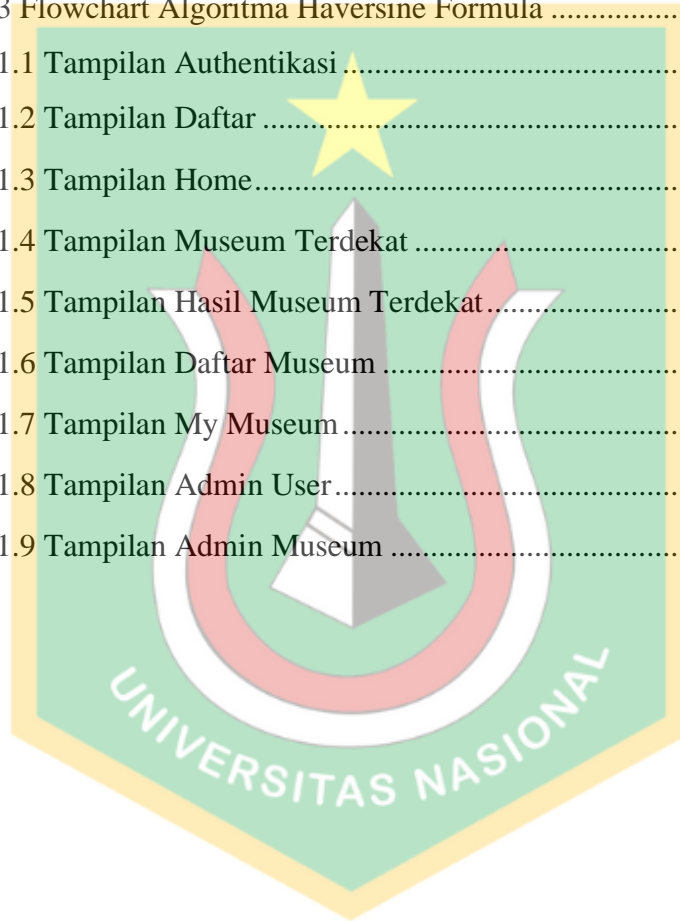 3 Flowchart Algoritma Haversine Formula ................
1.1 Tampilan Authentikasi ..........................................
1.2 Tampilan Daftar .....................................................
1.3 Tampilan Home......................................................
1.4 Tampilan Museum Terdekat .................................
1.5 Tampilan Hasil Museum Terdekat........................
1.6 Tampilan Daftar Museum .....................................
1.7 Tampilan My Museum ..........................................
1.8 Tampilan Admin User...........................................
1.9 Tampilan Admin Museum ....................................
UNIVERSITAS NASIONAL